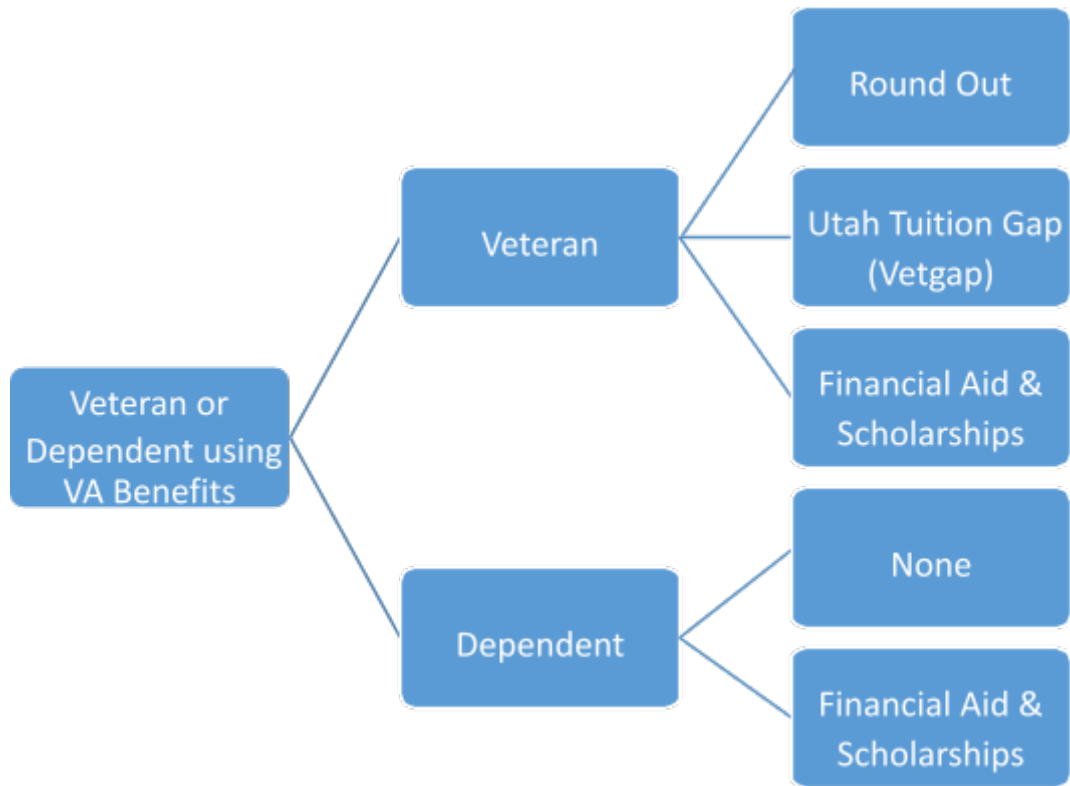 Round Out
Utah Tuition Gap
(Vetgap)
Veteran
Financial Aid &
Scholarships
Veteran or
Dependent using
VA Benefits
None
Dependent
Financial Aid &
Scholarships